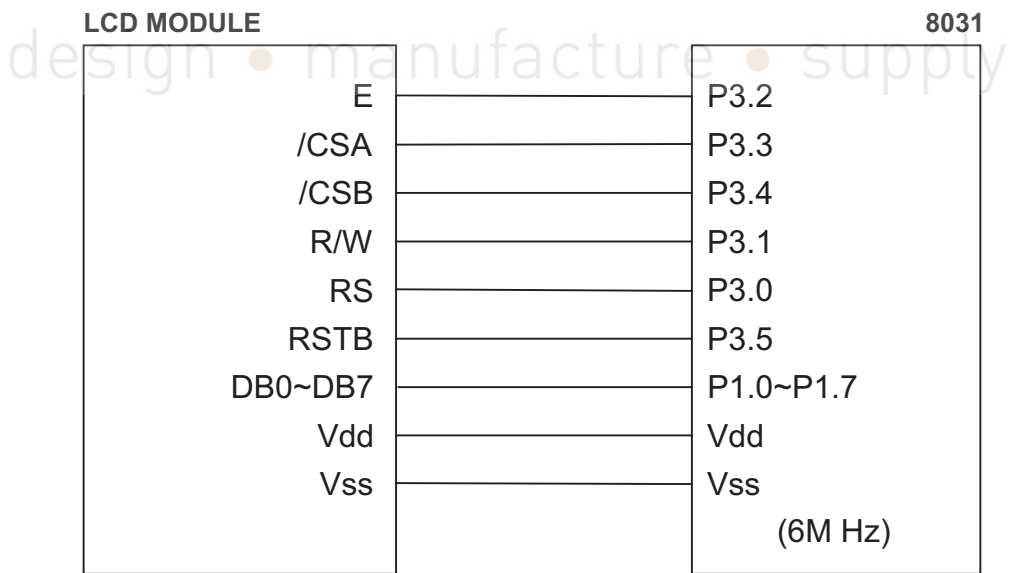 LCD MODULE 8031
design • manufacture • supply
E P3.2
/CSA P3.3
/CSB P3.4
R/W P3.1
RS P3.0
RSTB P3.5
DB0~DB7 P1.0~P1.7
Vdd Vdd
Vss Vss
(6M Hz)